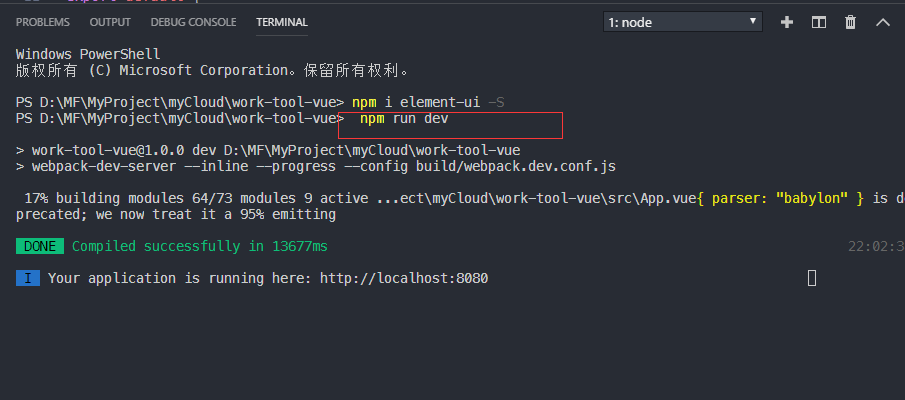 PROBLEMS OUTPUT DEBUG CONSOLE TERMINAL 1: node
Windows PowerShell
版权所有 (C) Microsoft Corporation。保留所有权利。
PS D:\MF\MyProject\myCloud\work-tool-vue> npm i element-ui -S
PS D:\MF\MyProject\myCloud\work-tool-vue> npm run dev
> work-tool-vue@1.0.0 dev D:\MF\MyProject\myCloud\work-tool-vue
> webpack-dev-server --inline --progress --config build/webpack.dev.conf.js
17% building modules 64/73 modules 9 active ...ect\myCloud\work-tool-vue\src\App.vue{ parser: "babylon" } is de
precated; we now treat it a 95% emitting
DONE Compiled successfully in 13677ms 22:02:3
I Your application is running here: http://localhost:8080